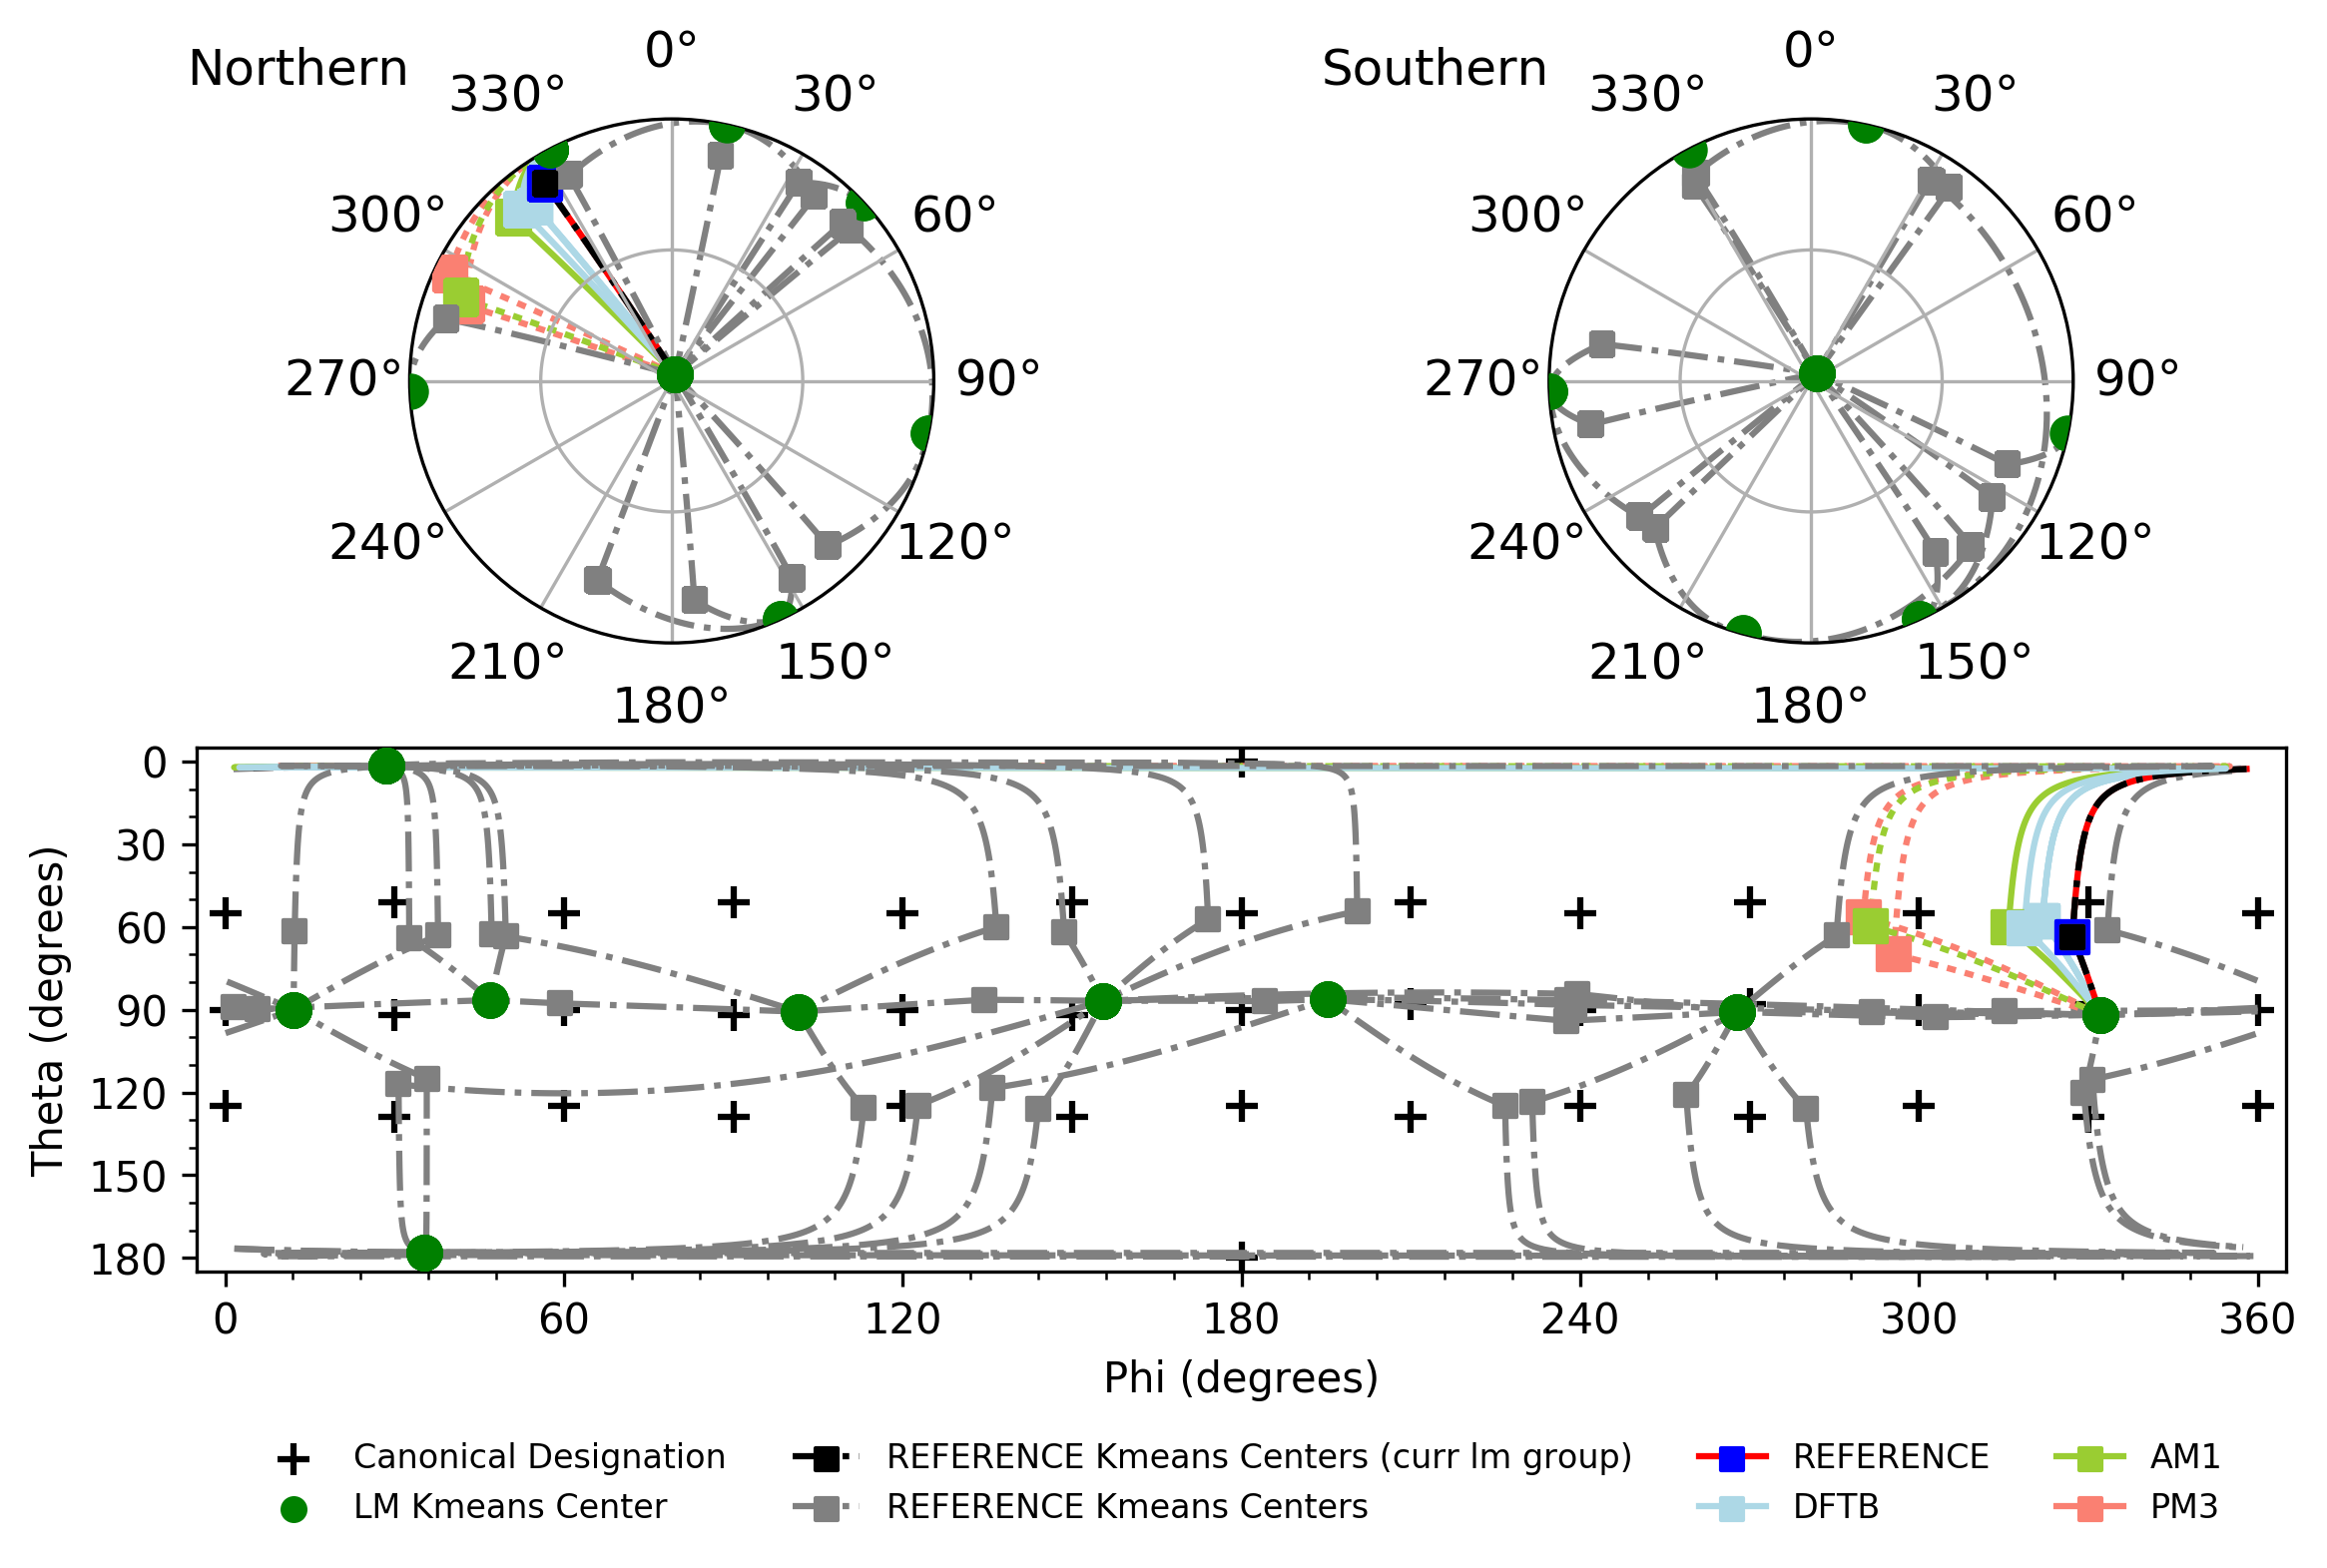 Northern
0°
30°
60°
90°
120°
150°
180°
210°
240°
270°
300°
330°
Southern
0°
30°
60°
90°
120°
150°
180°
210°
240°
270°
300°
330°
Theta (degrees)
0
30
60
90
120
150
180
0 60 120 180 240 300 360
Phi (degrees)
Canonical Designation
LM Kmeans Center
REFERENCE Kmeans Centers (curr lm group)
REFERENCE Kmeans Centers
REFERENCE
DFTB
AM1
PM3